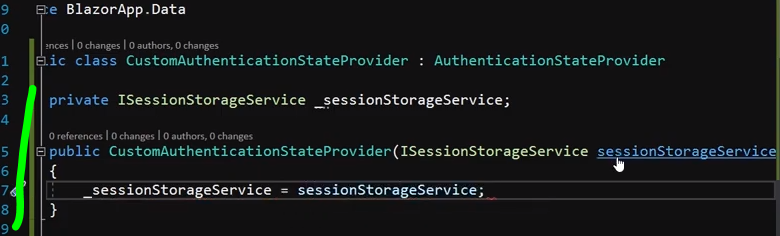 9 ce BlazorApp.Data
0
ences | 0 changes | 0 authors, 0 changes
1 ic class CustomAuthenticationStateProvider : AuthenticationStateProvider
2
3 private ISessionStorageService _sessionStorageService;
4
0 references | 0 changes | 0 authors, 0 changes
5 public CustomAuthenticationStateProvider(ISessionStorageService sessionStorageService
6 {
7 _sessionStorageService = sessionStorageService;
8 }
9